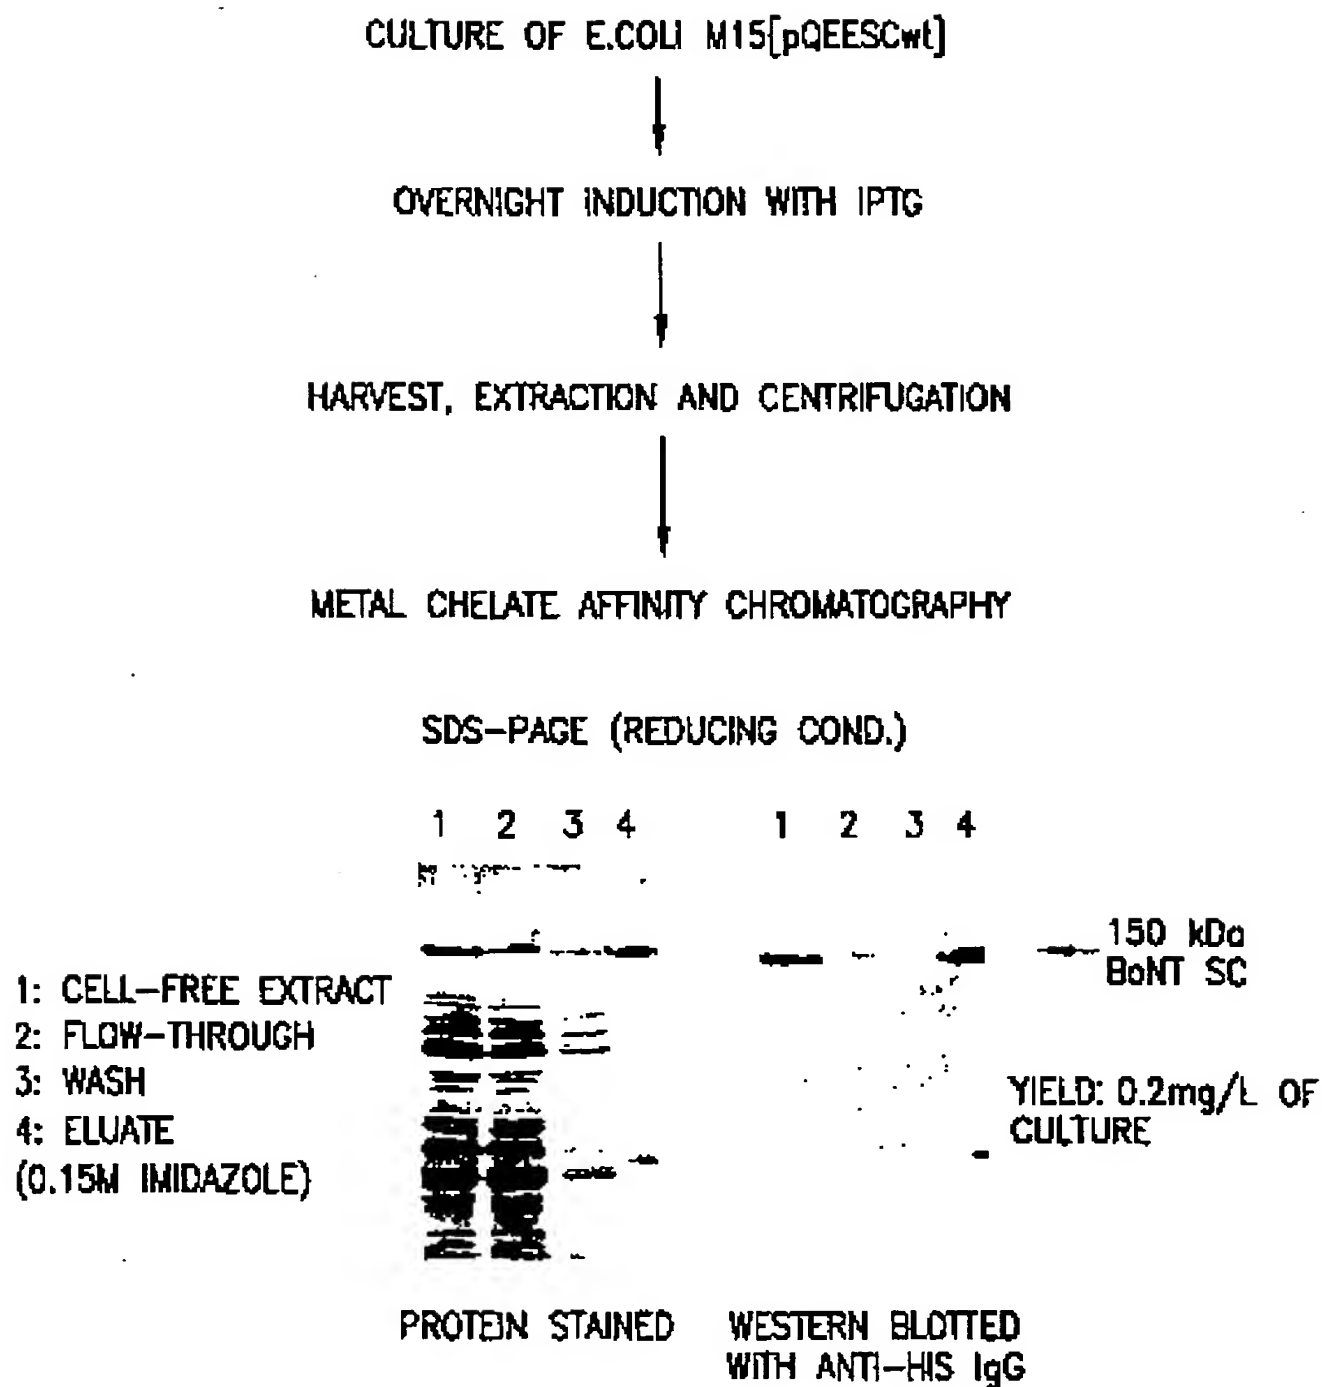 CULTURE OF E.COLI M15[pQEESCwt]
OVERNIGHT INDUCTION WITH IPTG
HARVEST, EXTRACTION AND CENTRIFUGATION
METAL CHELATE AFFINITY CHROMATOGRAPHY
SDS-PAGE (REDUCING COND.)
1 2 3 4
1 2 3 4
150 kDa
BoNT SC
1: CELL-FREE EXTRACT
2: FLOW-THROUGH
3: WASH
4: ELUATE
(0.15M IMIDAZOLE)
YIELD: 0.2mg/L OF
CULTURE
PROTEIN STAINED
WESTERN BLOTTED
WITH ANTI-HIS IgG